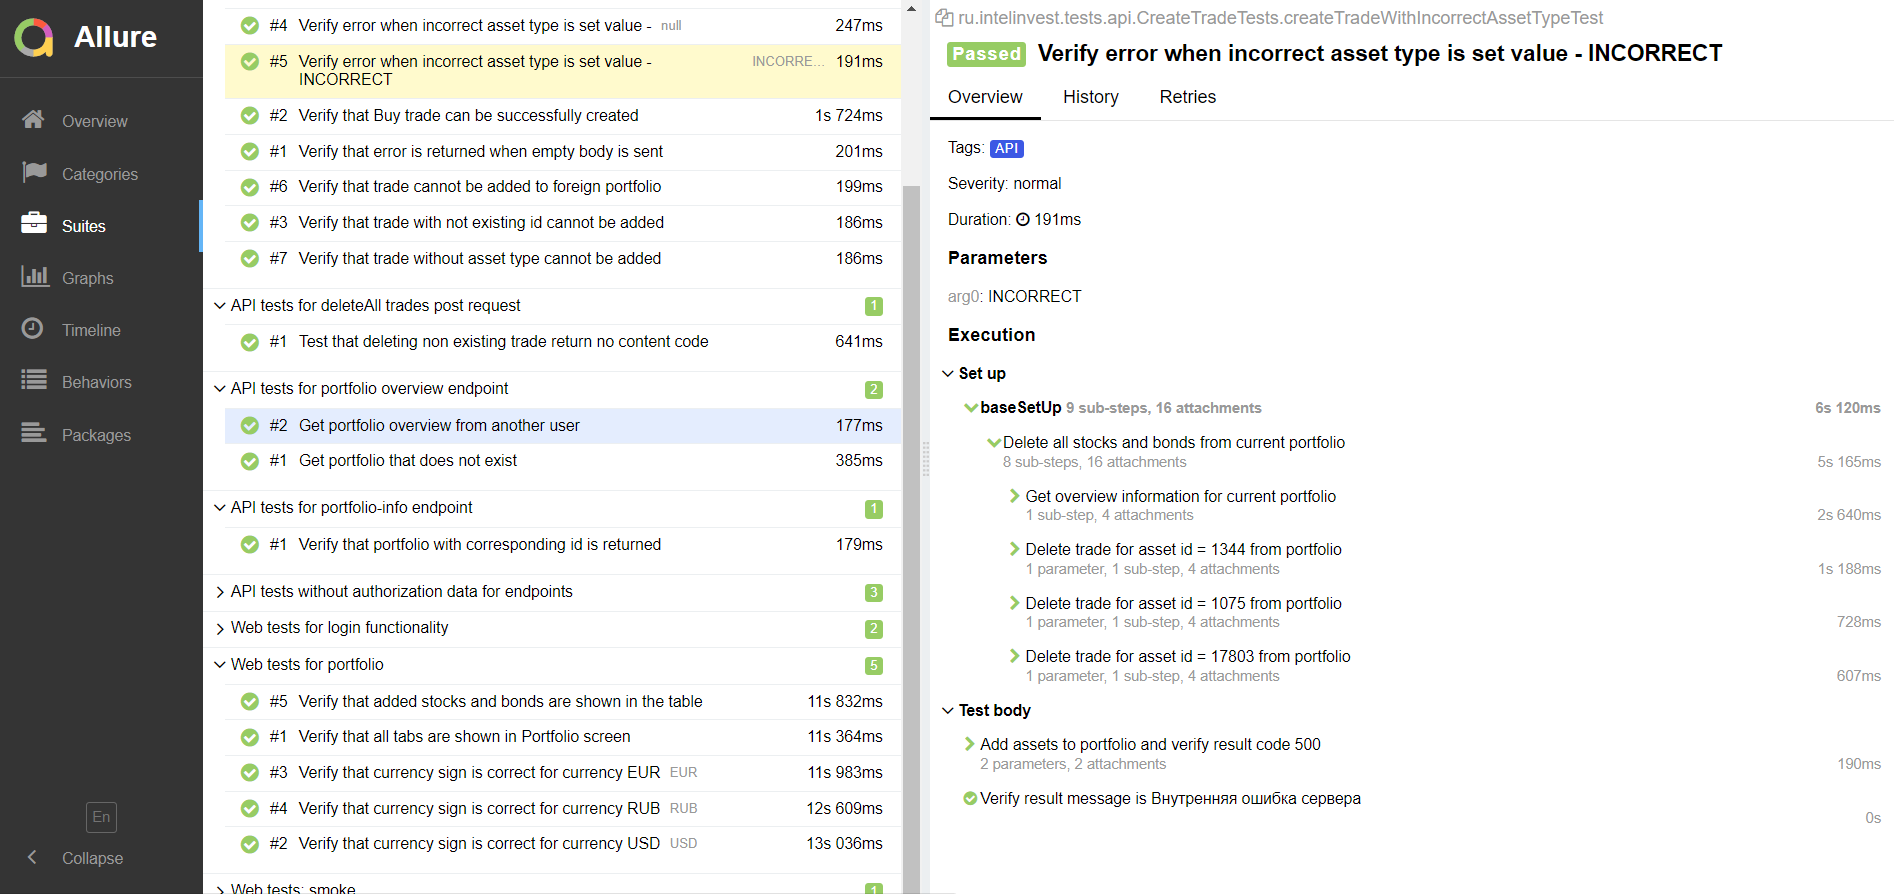 Allure
Overview
Categories
Suites
Graphs
Timeline
Behaviors
Packages
En
Collapse
#4 Verify error when incorrect asset type is set value - null 247ms
#5 Verify error when incorrect asset type is set value - INCORRE... 191ms
INCORRECT
#2 Verify that Buy trade can be successfully created 1s 724ms
#1 Verify that error is returned when empty body is sent 201ms
#6 Verify that trade cannot be added to foreign portfolio 199ms
#3 Verify that trade with not existing id cannot be added 186ms
#7 Verify that trade without asset type cannot be added 186ms
API tests for deleteAll trades post request 1
#1 Test that deleting non existing trade return no content code 641ms
API tests for portfolio overview endpoint 2
#2 Get portfolio overview from another user 177ms
#1 Get portfolio that does not exist 385ms
API tests for portfolio-info endpoint 1
#1 Verify that portfolio with corresponding id is returned 179ms
API tests without authorization data for endpoints 3
Web tests for login functionality 2
Web tests for portfolio 5
#5 Verify that added stocks and bonds are shown in the table 11s 832ms
#1 Verify that all tabs are shown in Portfolio screen 11s 364ms
#3 Verify that currency sign is correct for currency EUR EUR 11s 983ms
#4 Verify that currency sign is correct for currency RUB RUB 12s 609ms
#2 Verify that currency sign is correct for currency USD USD 13s 036ms
Web tests: smoke 1
ru.intelinvest.tests.api.CreateTradeTests.createTradeWithIncorrectAssetTypeTest
Passed Verify error when incorrect asset type is set value - INCORRECT
Overview History Retries
Tags: API
Severity: normal
Duration: 191ms
Parameters
arg0: INCORRECT
Execution
Set up
baseSetUp 9 sub-steps, 16 attachments 6s 120ms
Delete all stocks and bonds from current portfolio
8 sub-steps, 16 attachments 5s 165ms
Get overview information for current portfolio
1 sub-step, 4 attachments 2s 640ms
Delete trade for asset id = 1344 from portfolio
1 parameter, 1 sub-step, 4 attachments 1s 188ms
Delete trade for asset id = 1075 from portfolio
1 parameter, 1 sub-step, 4 attachments 728ms
Delete trade for asset id = 17803 from portfolio
1 parameter, 1 sub-step, 4 attachments 607ms
Test body
Add assets to portfolio and verify result code 500
2 parameters, 2 attachments 190ms
Verify result message is Внутренняя ошибка сервера
0s